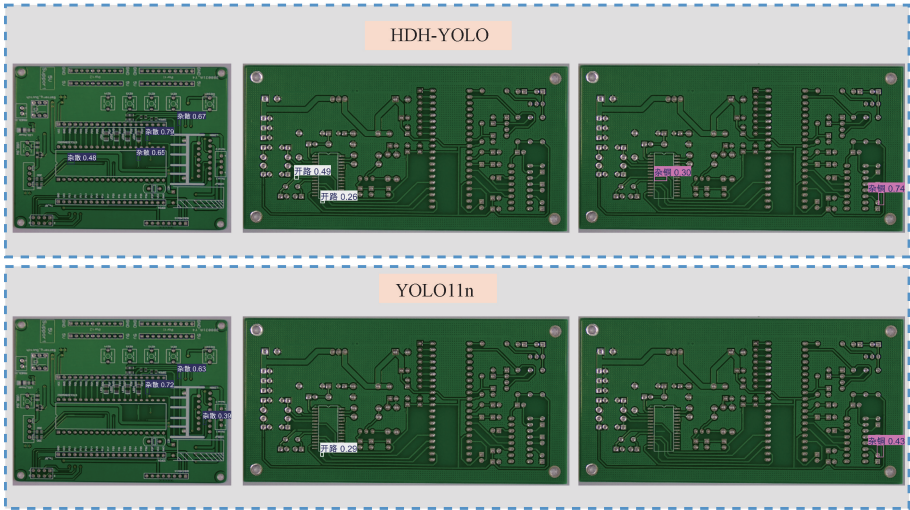 HDH-YOLO
杂散 0.67
杂散 0.79
杂散 0.65
杂散 0.48
开路 0.49
开路 0.26
杂铜 0.30
杂铜 0.74
YOLO11n
杂散 0.63
杂散 0.72
杂散 0.39
开路 0.29
杂铜 0.43